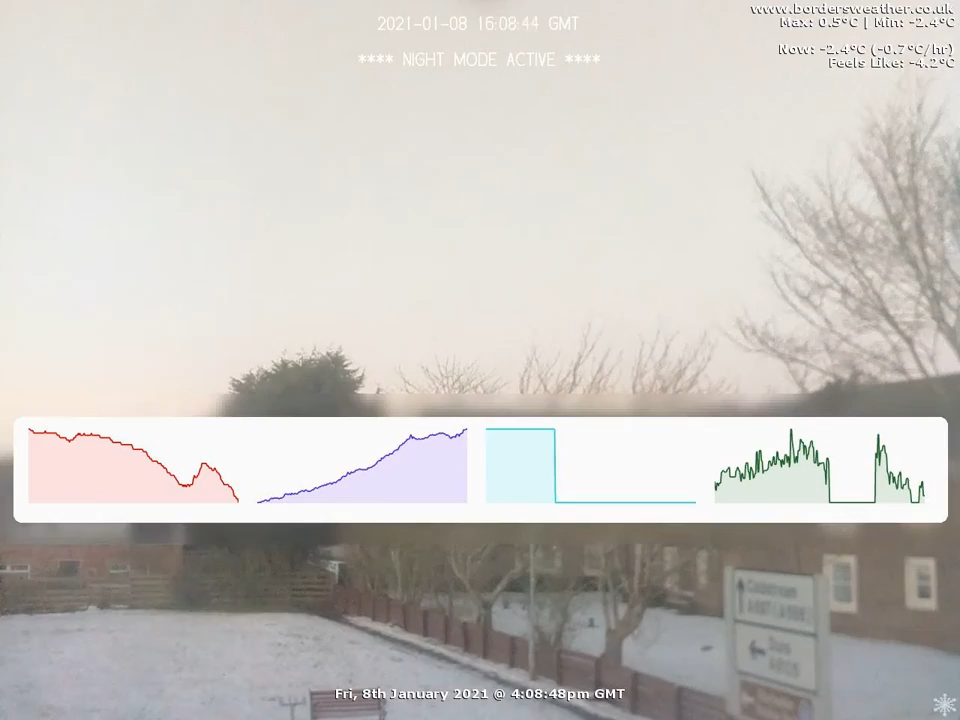 2021-01-08 16:08:44 GMT
**** NIGHT MODE ACTIVE ****
www.bordersweather.co.uk
Max: 0.5°C | Min: -2.4°C
Now: -2.4°C (-0.7°C/hr)
Feels Like: -4.2°C
Fri, 8th January 2021 @ 4:08:48pm GMT